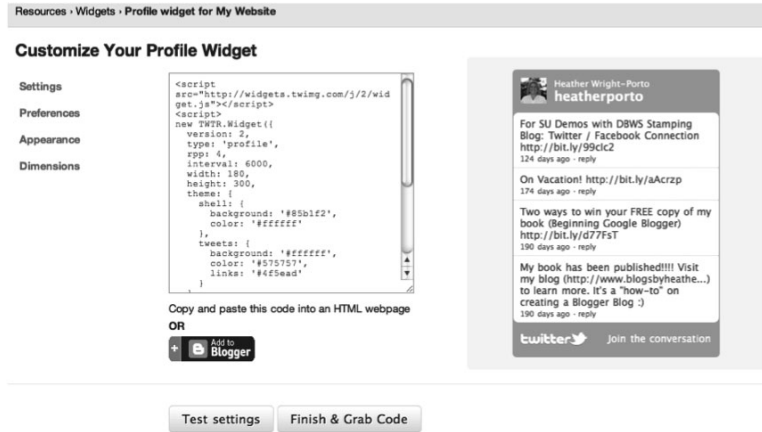 Resources › Widgets › Profile widget for My Website
Customize Your Profile Widget
Settings
Preferences
Appearance
Dimensions
<script
src="http://widgets.twimg.com/j/2/wid
get.js"></script>
<script>
new TWTR.Widget({
version: 2,
type: 'profile',
rpp: 4,
interval: 6000,
width: 180,
height: 300,
theme: {
shell: {
background: '#85b1f2',
color: '#ffffff'
},
tweets: {
background: '#ffffff',
color: '#575757',
links: '#4f5ead'
}
Copy and paste this code into an HTML webpage
OR
+ Add to
Blogger
Heather Wright-Porto
heatherporto
For SU Demos with DBWS Stamping
Blog: Twitter / Facebook Connection
http://bit.ly/99clc2
124 days ago · reply
On Vacation! http://bit.ly/aAcrzp
174 days ago · reply
Two ways to win your FREE copy of my
book (Beginning Google Blogger)
http://bit.ly/d77FsT
190 days ago · reply
My book has been published!!!! Visit
my blog (http://www.blogsbyheathe...)
to learn more. It's a "how-to" on
creating a Blogger Blog :)
190 days ago · reply
twitter
Join the conversation
Test settings
Finish & Grab Code